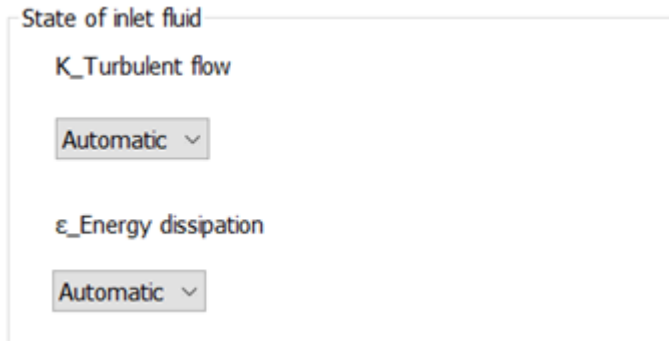 State of inlet fluid
K_Turbulent flow
Automatic
ε_Energy dissipation
Automatic